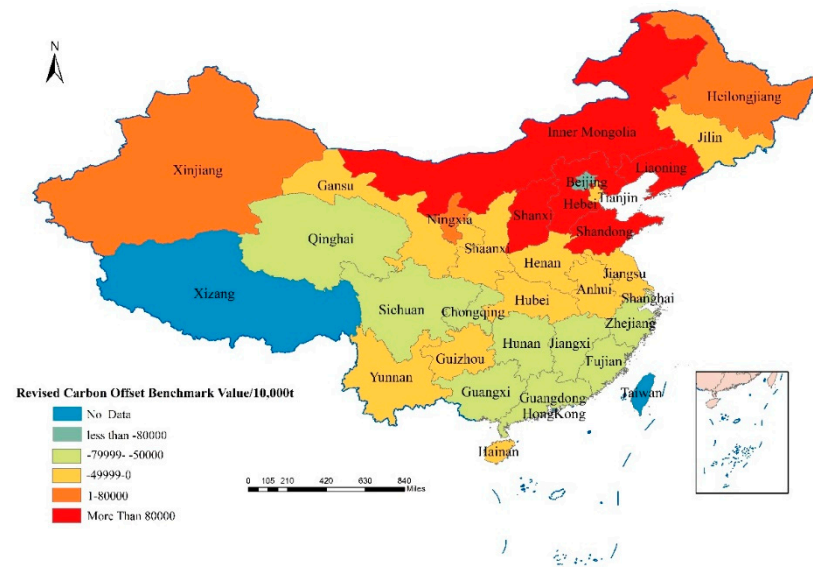 N
Heilongjiang
Inner Mongolia
Jilin
Xinjiang
Liaoning
Beijing
Gansu
Tianjin
Hebei
Ningxia
Shanxi
Shandong
Qinghai
Shaanxi
Henan
Jiangsu
Xizang
Anhui
Hubei
Shanghai
Sichuan
Chongqing
Zhejiang
Hunan
Jiangxi
Guizhou
Fujian
Yunnan
Revised Carbon Offset Benchmark Value/10,000t
Taiwan
Guangxi
Guangdong
HongKong
No Data
less than -80000
-79999- -50000
Hainan
-49999-0
1-80000
More Than 80000
0 105 210 420 630 840
Miles